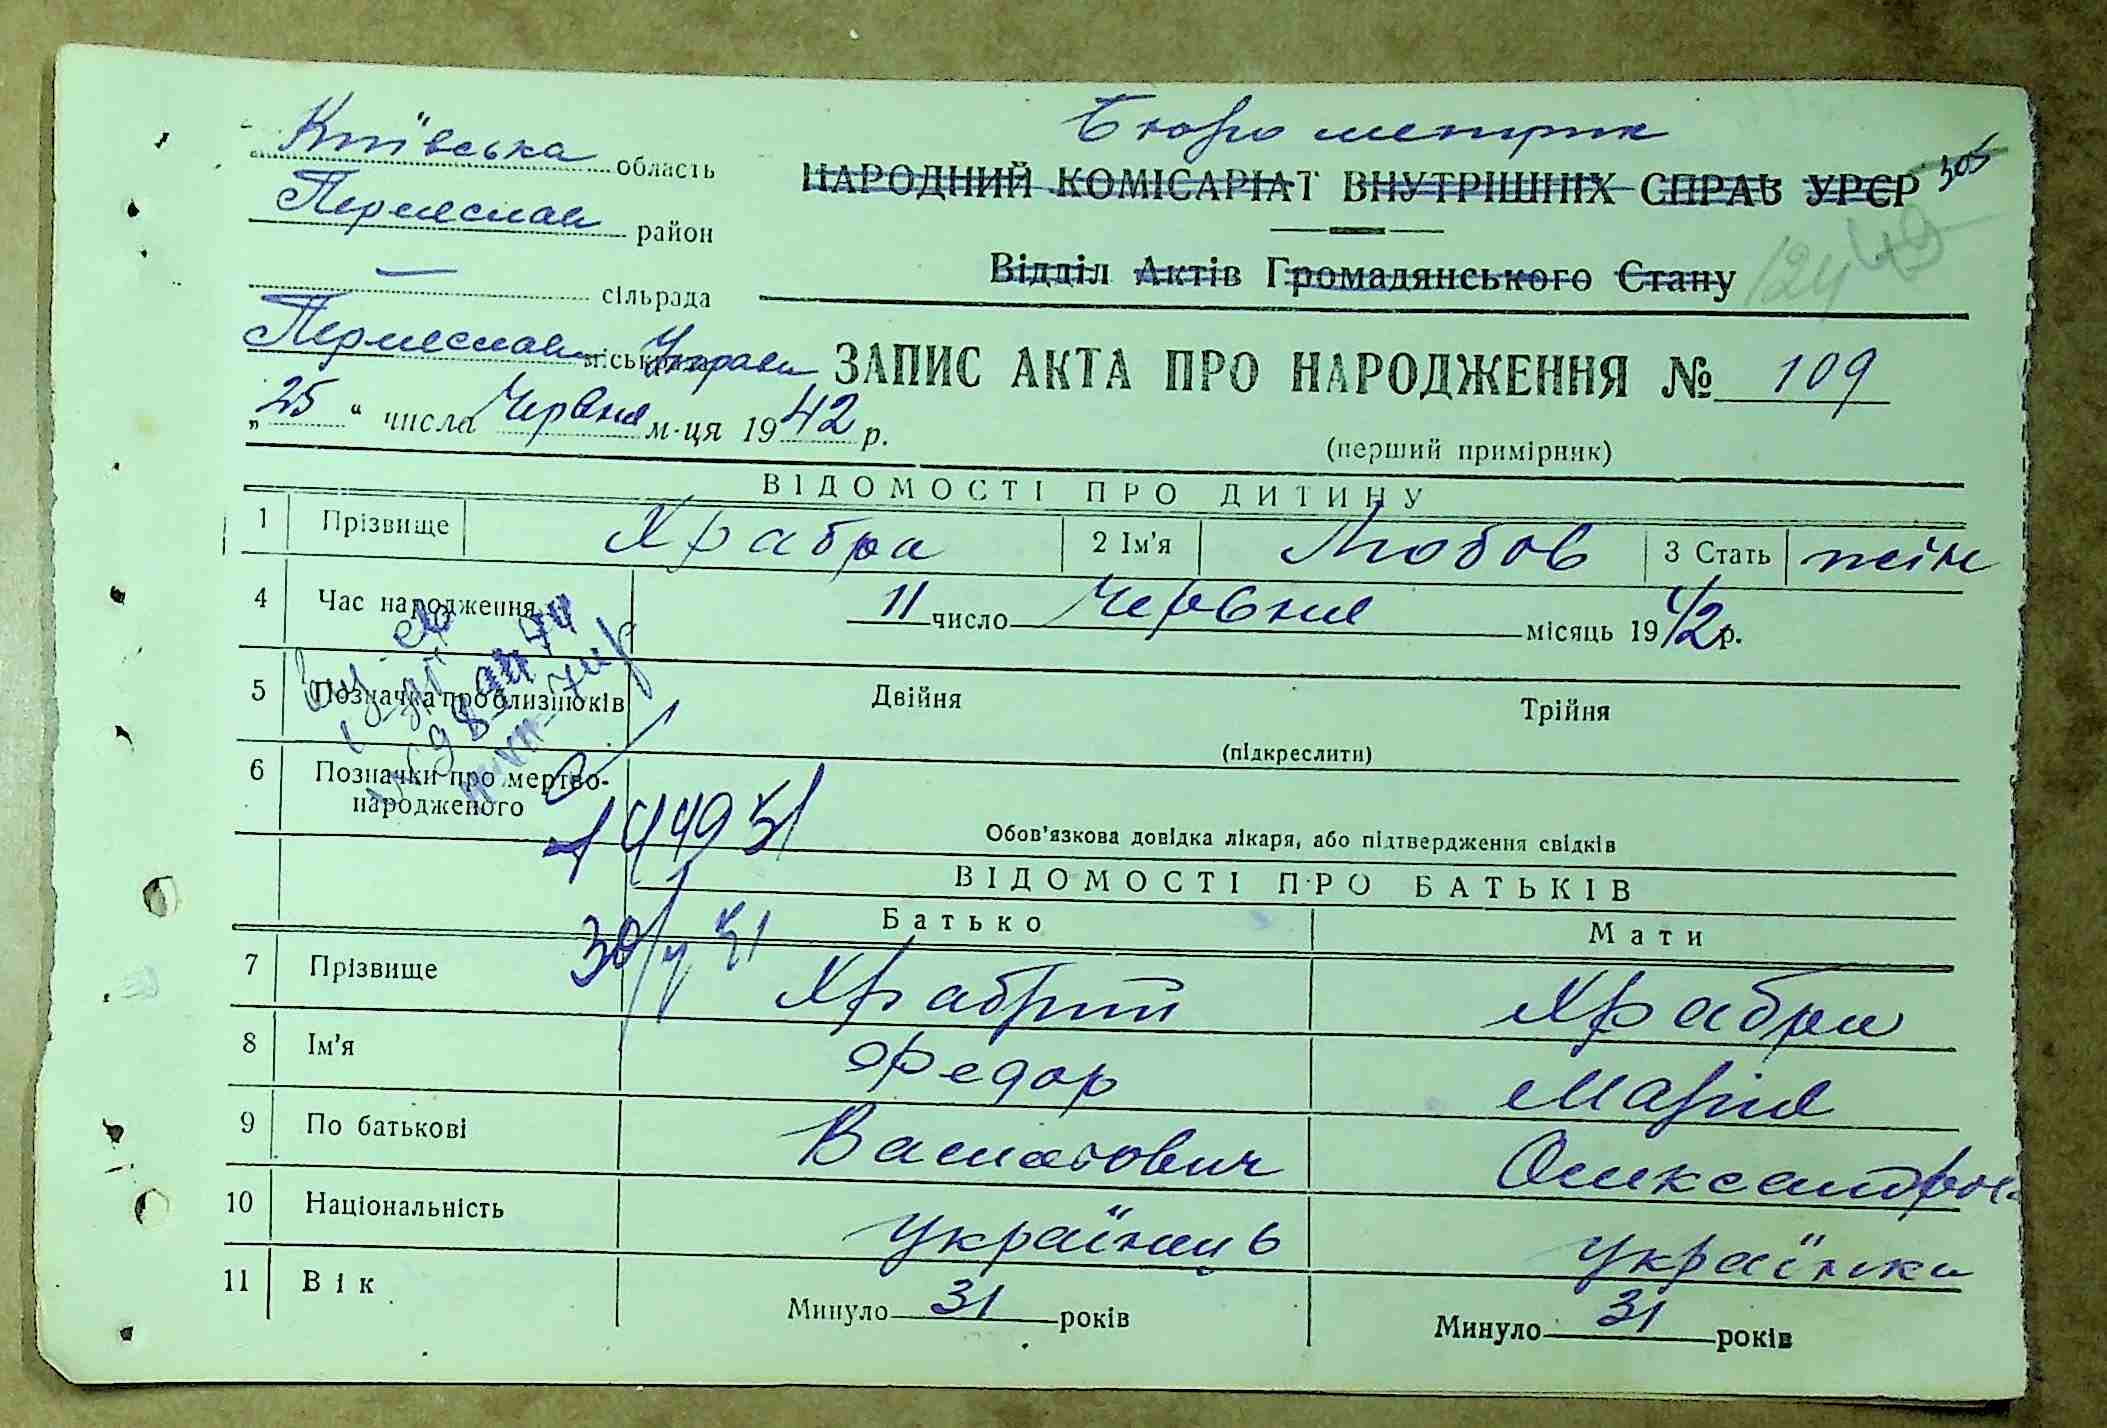 Бюро метрик
Київська область
НАРОДНИЙ КОМІСАРІАТ ВНУТРІШНІХ СПРАВ УРСР 305
Переяслав район
Відділ Актів Громадянського Стану
сільрада
Переяслав міська Управа
ЗАПИС АКТА ПРО НАРОДЖЕННЯ № 109
„25“ числа Червня м-ця 1942 р.
(перший примірник)
ВІДОМОСТІ ПРО ДИТИНУ
1 Прізвище Храбра 2 Ім'я Любов 3 Стать жін
4 Час народження 11 число Червня місяць 1942 р.
5 Позначка про близнюків Двійня Трійня
(підкреслити)
6 Позначки про мертво-
народженого
Обов'язкова довідка лікаря, або підтвердження свідків
ВІДОМОСТІ ПРО БАТЬКІВ
Батько Мати
7 Прізвище Храбрий Храбра
8 Ім'я Федор Марія
9 По батькові
10 Національність українець українка
11 Вік Минуло 31 років Минуло 31 років